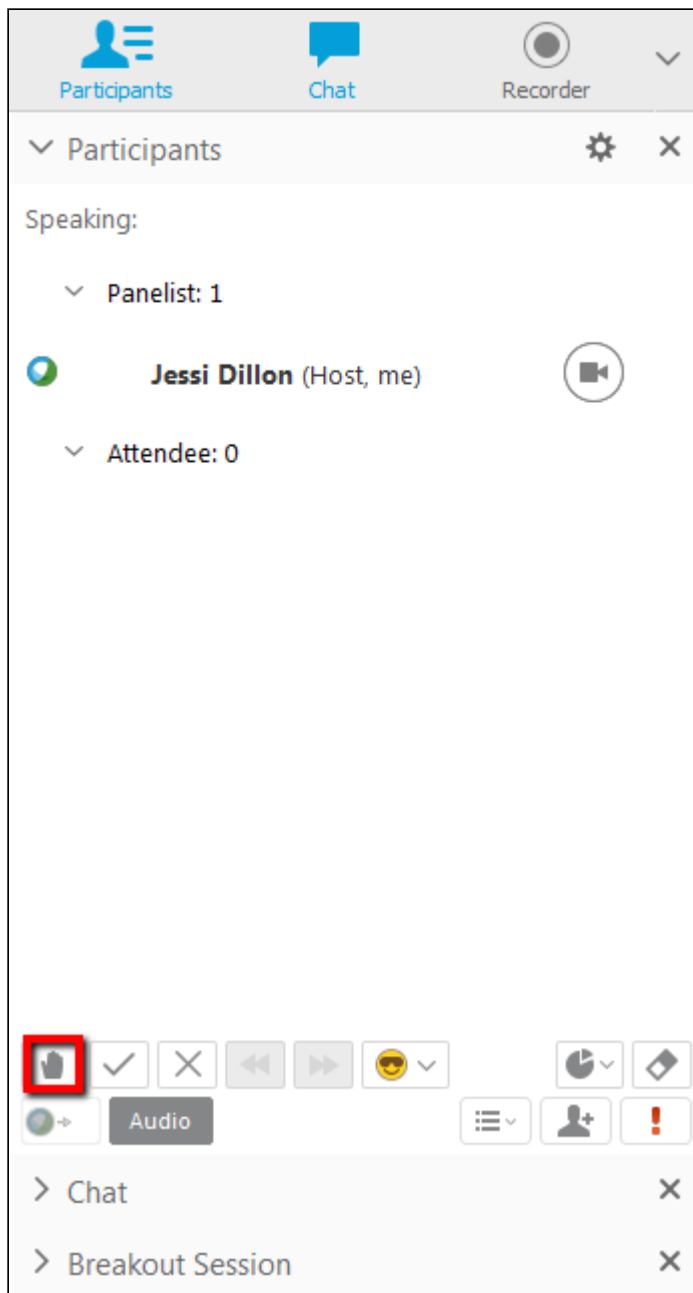 Participants Chat Recorder
Participants
Speaking:
Panelist: 1
Jessi Dillon (Host, me)
Attendee: 0
Audio
Chat
Breakout Session